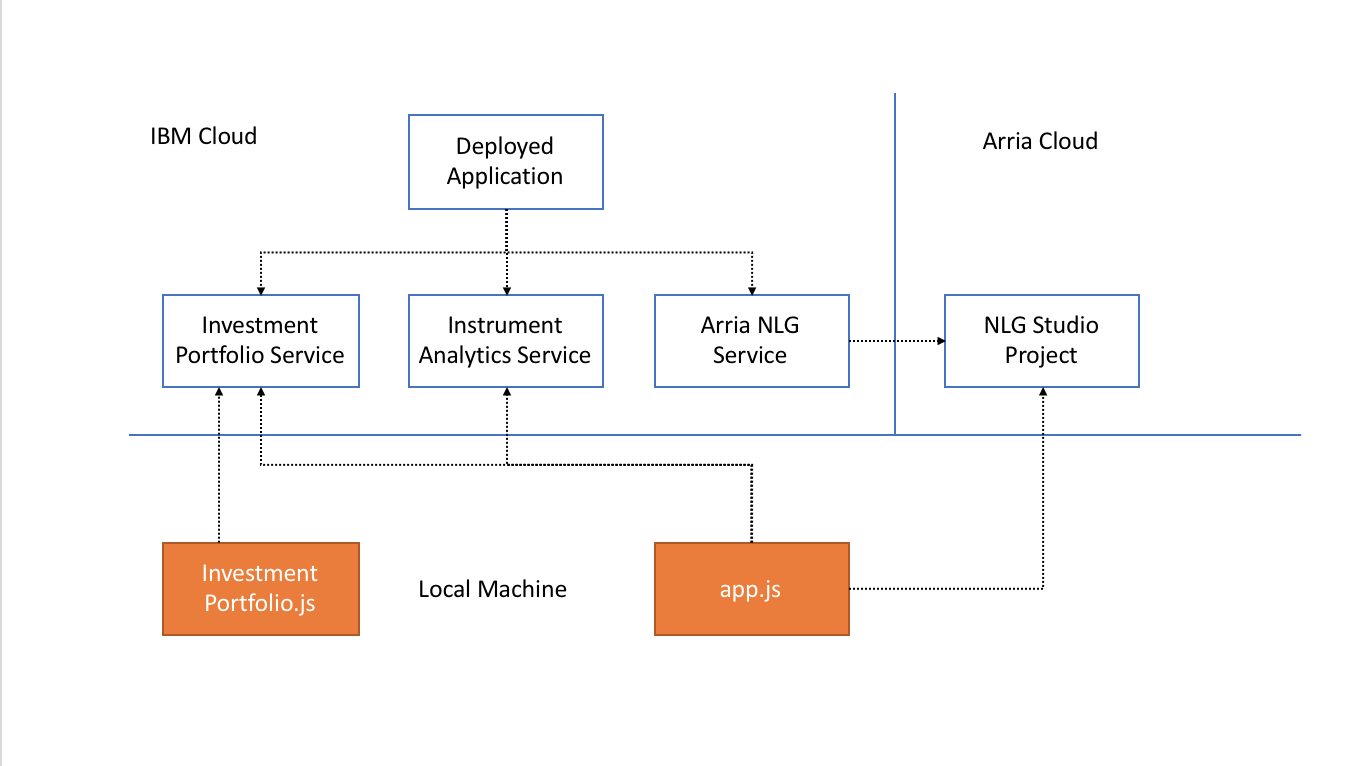 IBM Cloud
Deployed
Application
Arria Cloud
Investment
Portfolio Service
Instrument
Analytics Service
Arria NLG
Service
NLG Studio
Project
Investment
Portfolio.js
Local Machine
app.js